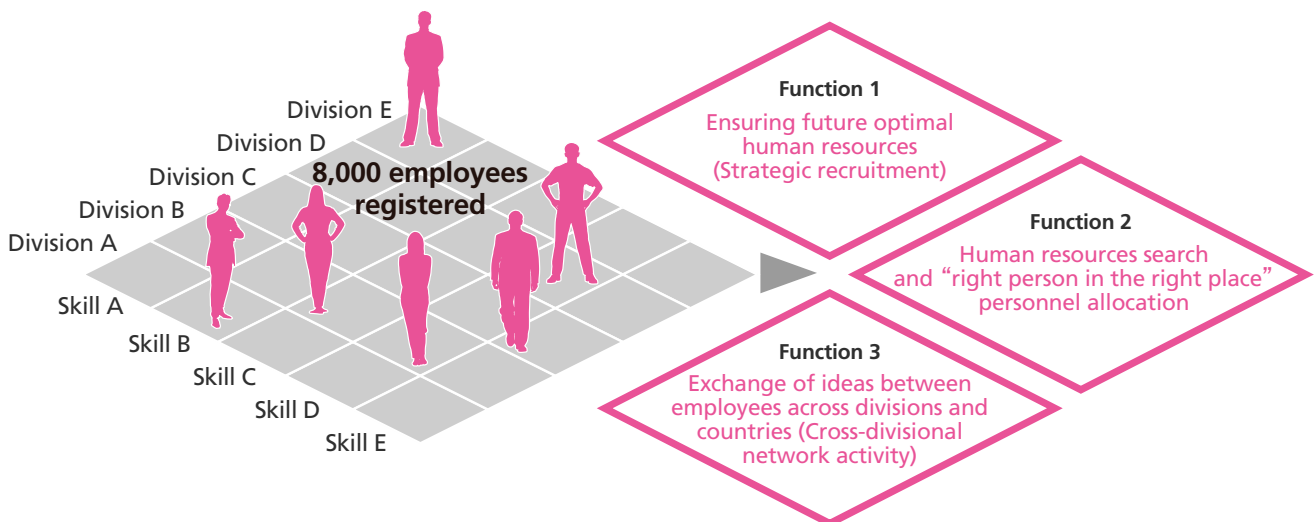 Division E
Division D
Division C
Division B
Division A
8,000 employees
registered
Skill A
Skill B
Skill C
Skill D
Skill E
Function 1
Ensuring future optimal
human resources
(Strategic recruitment)
Function 2
Human resources search
and “right person in the right place”
personnel allocation
Function 3
Exchange of ideas between
employees across divisions and
countries (Cross-divisional
network activity)